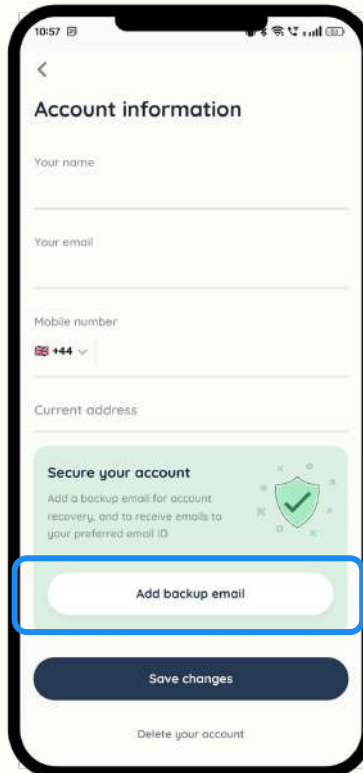 10:57
Account information
Your name
Your email
Mobile number
+44
Current address
Secure your account
Add a backup email for account
recovery, and to receive emails to
your preferred email ID
Add backup email
Save changes
Delete your account